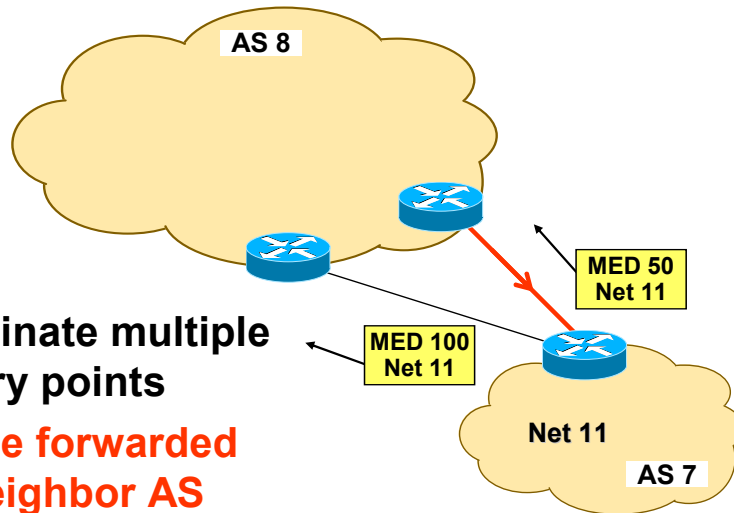 AS 8
MED 50
Net 11
MED 100
Net 11
inate multiple
ry points
e forwarded
eighbor AS
Net 11
AS 7